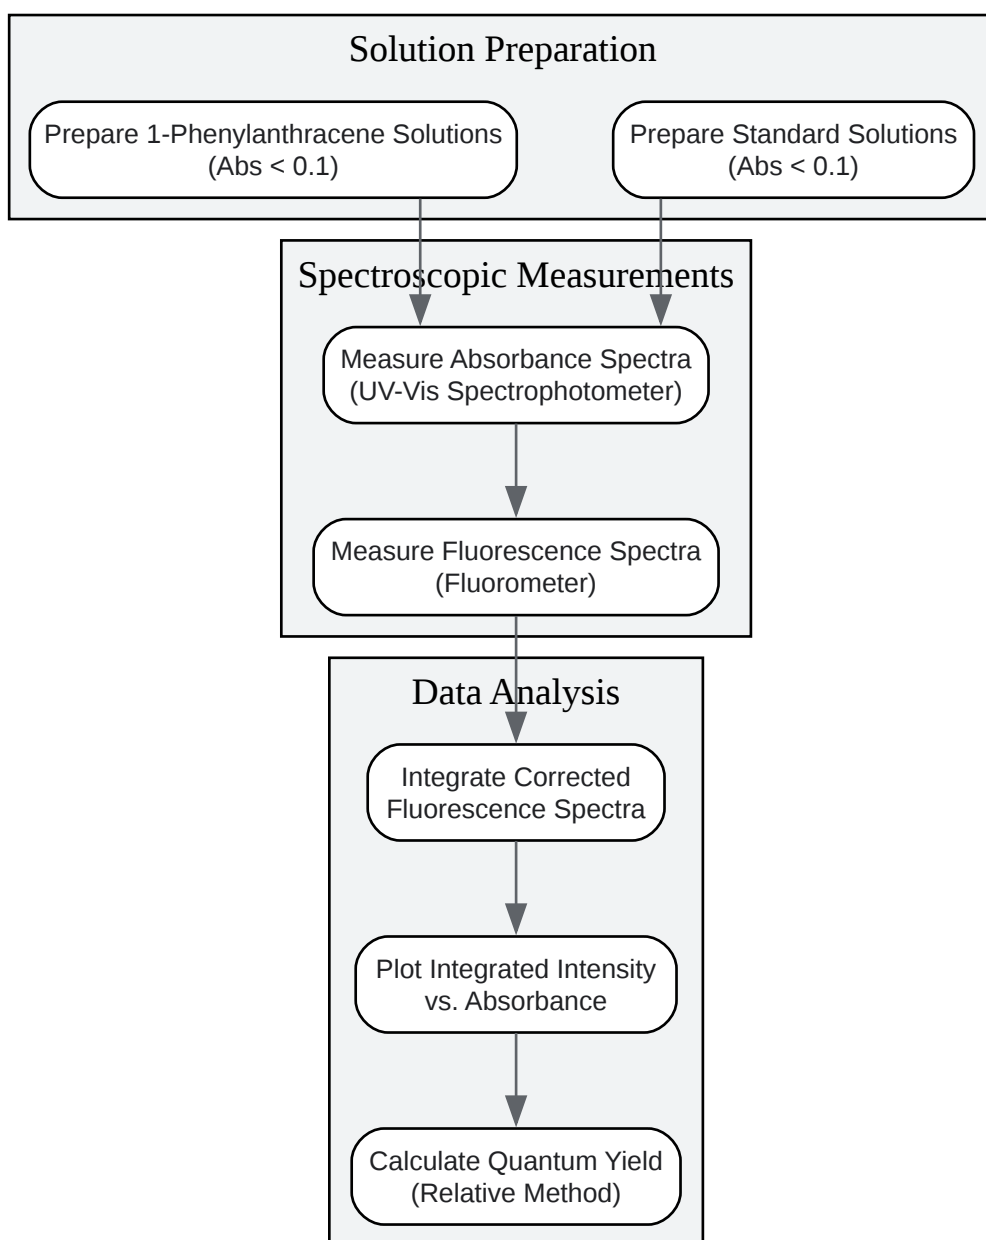 Solution Preparation
Prepare 1-Phenylanthracene Solutions
(Abs < 0.1)
Prepare Standard Solutions
(Abs < 0.1)
Spectroscopic Measurements
Measure Absorbance Spectra
(UV-Vis Spectrophotometer)
Measure Fluorescence Spectra
(Fluorometer)
Data Analysis
Integrate Corrected
Fluorescence Spectra
Plot Integrated Intensity
vs. Absorbance
Calculate Quantum Yield
(Relative Method)